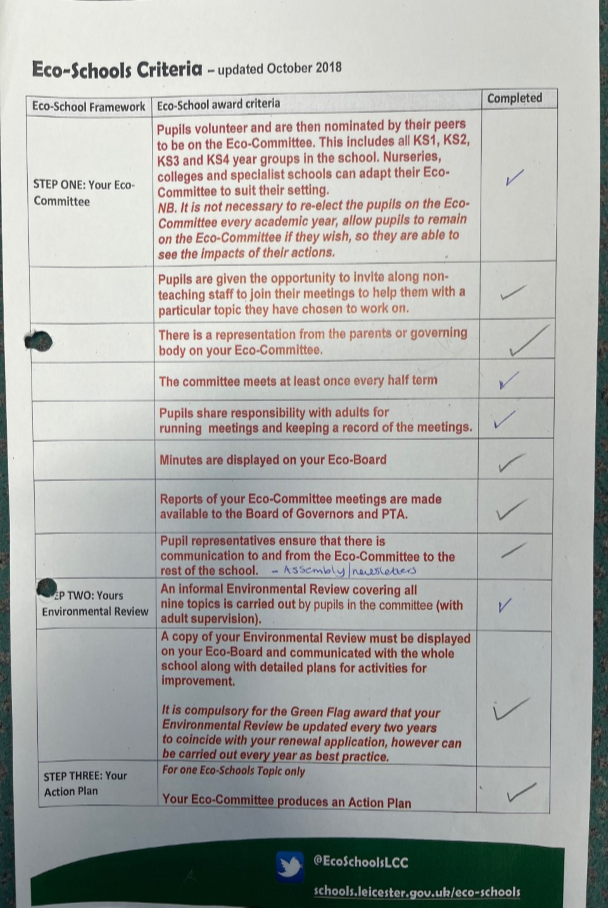 Eco-Schools Criteria – updated October 2018
Eco-School Framework
Eco-School award criteria
Completed
STEP ONE: Your Eco-
Committee
Pupils volunteer and are then nominated by their peers
to be on the Eco-Committee. This includes all KS1, KS2,
KS3 and KS4 year groups in the school. Nurseries,
colleges and specialist schools can adapt their Eco-
Committee to suit their setting.
NB. It is not necessary to re-elect the pupils on the Eco-
Committee every academic year, allow pupils to remain
on the Eco-Committee if they wish, so they are able to
see the impacts of their actions.
✓
Pupils are given the opportunity to invite along non-
teaching staff to join their meetings to help them with a
particular topic they have chosen to work on.
✓
There is a representation from the parents or governing
body on your Eco-Committee.
✓
The committee meets at least once every half term
✓
Pupils share responsibility with adults for
running meetings and keeping a record of the meetings.
✓
Minutes are displayed on your Eco-Board
✓
Reports of your Eco-Committee meetings are made
available to the Board of Governors and PTA.
✓
Pupil representatives ensure that there is
communication to and from the Eco-Committee to the
rest of the school. - Assembly/newsletters
✓
EP TWO: Yours
Environmental Review
An informal Environmental Review covering all
nine topics is carried out by pupils in the committee (with
adult supervision).
✓
A copy of your Environmental Review must be displayed
on your Eco-Board and communicated with the whole
school along with detailed plans for activities for
improvement.
It is compulsory for the Green Flag award that your
Environmental Review be updated every two years
to coincide with your renewal application, however can
be carried out every year as best practice.
✓
STEP THREE: Your
Action Plan
For one Eco-Schools Topic only
Your Eco-Committee produces an Action Plan
✓
@EcoSchoolsLCC
schools.leicester.gov.uk/eco-schools